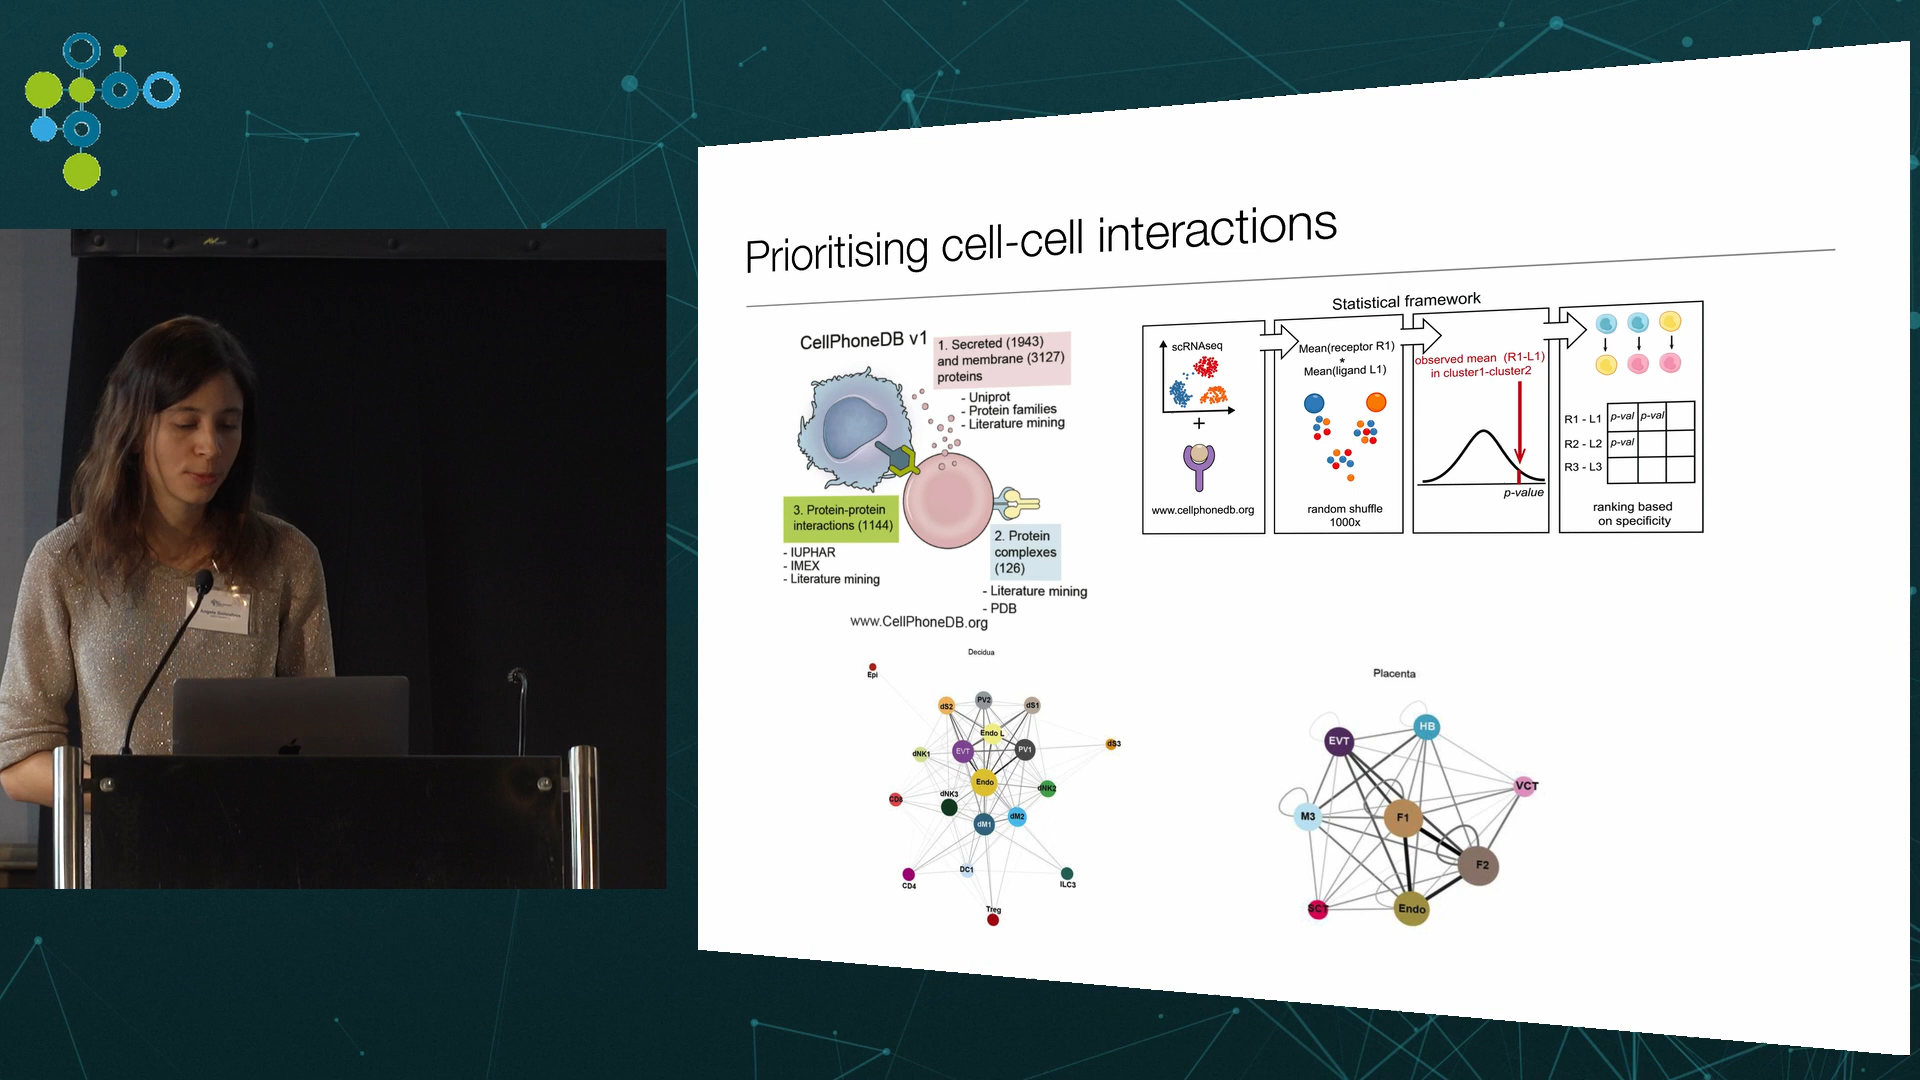 Prioritising cell-cell interactions
CellPhoneDB v1
1. Secreted (1943)
and membrane (3127)
proteins
- Uniprot
- Protein families
- Literature mining
3. Protein-protein
interactions (1144)
- IUPHAR
- IMEX
- Literature mining
2. Protein
complexes
(126)
- Literature mining
- PDB
www.CellPhoneDB.org
Statistical framework
scRNAseq
+
www.cellphonedb.org
Mean(receptor R1)
*
Mean(ligand L1)
random shuffle
1000x
observed mean (R1-L1)
in cluster1-cluster2
p-value
R1 - L1 p-val p-val
R2 - L2 p-val
R3 - L3
ranking based
on specificity
Decidua
Epi
dS2
PV2
dS1
Endo L
dNK1
EVT
PV1
dS3
Endo
CD8
dNK3
dNK2
dM1
dM2
CD4
DC1
ILC3
Treg
Placenta
EVT
HB
VCT
M3
F1
F2
SCT
Endo